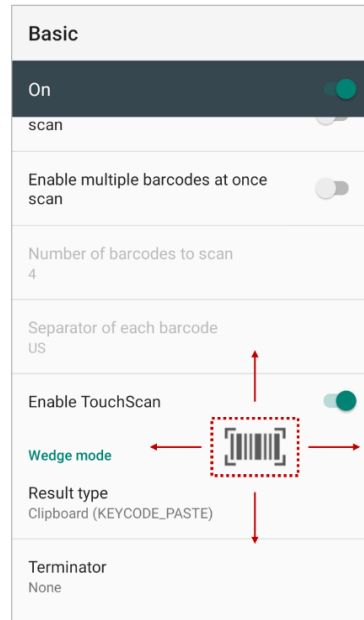 Basic
On
scan
Enable multiple barcodes at once
scan
Number of barcodes to scan
4
Separator of each barcode
US
Enable TouchScan
Wedge mode
Result type
Clipboard (KEYCODE_PASTE)
Terminator
None